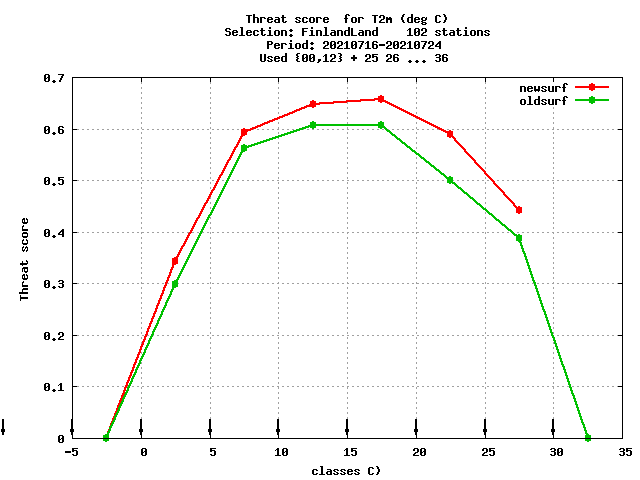 Threat score  for T2m (deg C)
Selection: FinlandLand    102 stations
Period: 20210716-20210724
Used {00,12} + 25 26 ... 36
newsurf
oldsurf
0,7
0,6
0,5
0,4
0,3
0,2
0,1
0
Threat score
-5 0 5 10 15 20 25 30 35
classes C)